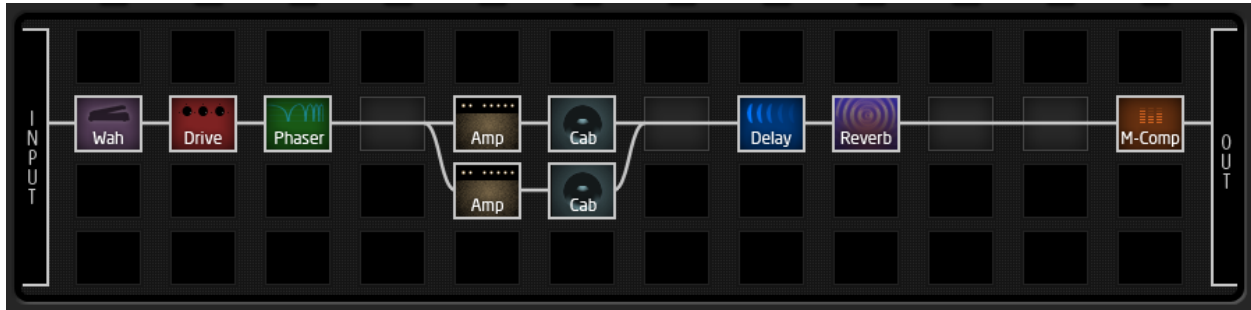 INPUT
Wah Drive Phaser Amp Cab Delay Reverb M-Comp
Amp Cab
OUT